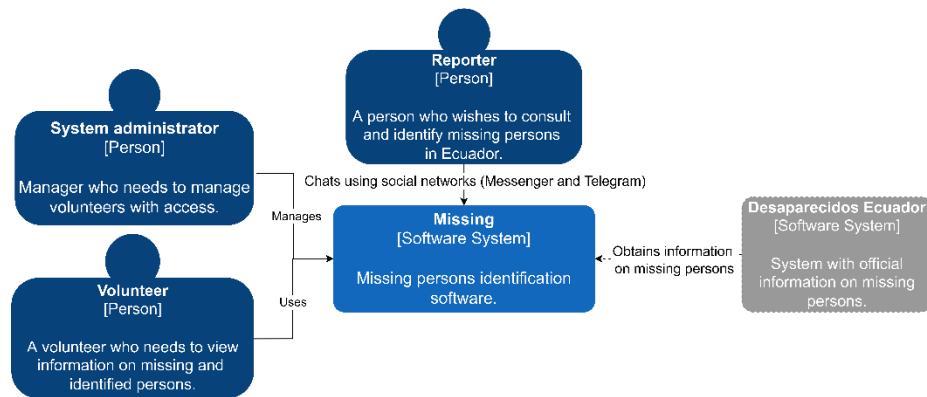 Reporter
[Person]
A person who wishes to consult
and identify missing persons
in Ecuador.
System administrator
[Person]
Manager who needs to manage
volunteers with access.
Chats using social networks (Messenger and Telegram)
Manages
Missing
[Software System]
Missing persons identification
software.
Obtains information
on missing persons
Desaparecidos Ecuador
[Software System]
System with official
information on missing
persons.
Volunteer
[Person]
A volunteer who needs to view
information on missing and
identified persons.
Uses